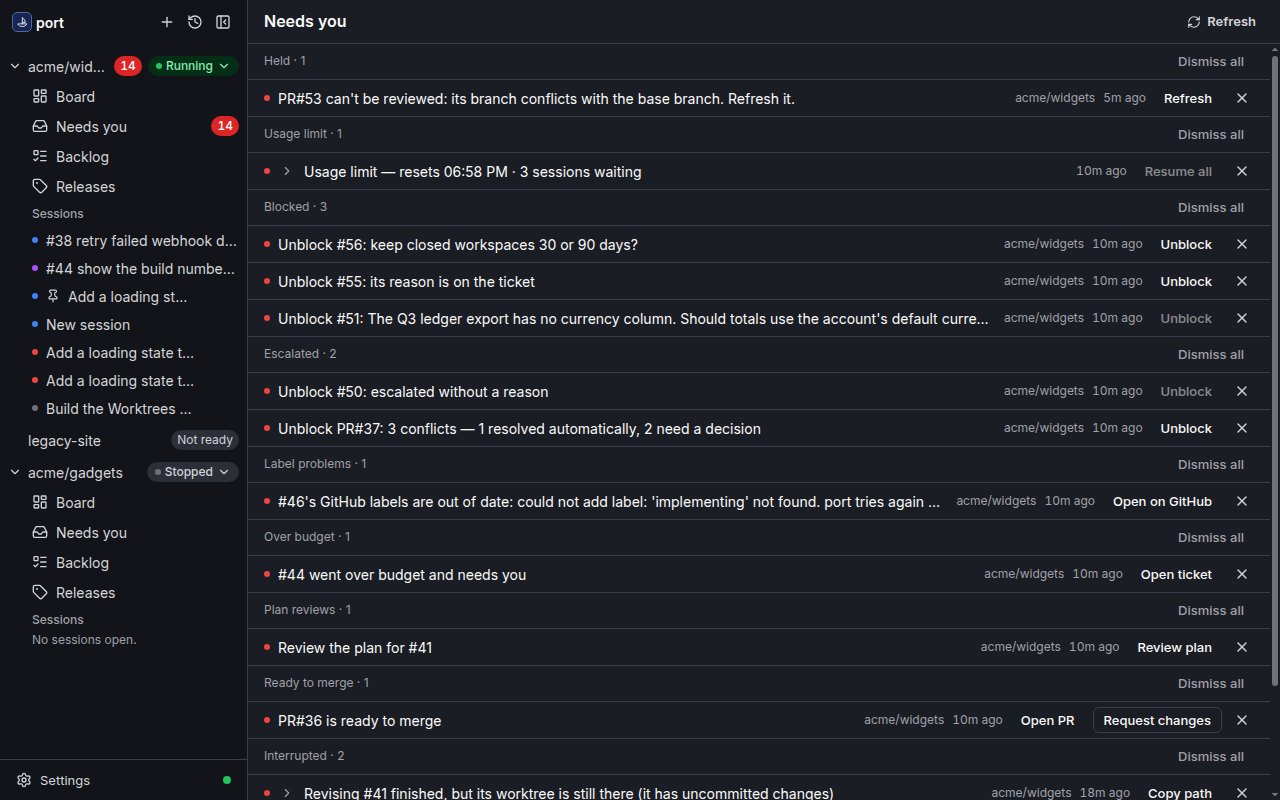 port
Needs you
Refresh
acme/wid... 14 Running
Board
Needs you 14
Backlog
Releases
Sessions
#38 retry failed webhook d...
#44 show the build numbe...
Add a loading st...
New session
Add a loading state t...
Add a loading state t...
Build the Worktrees ...
legacy-site Not ready
acme/gadgets Stopped
Board
Needs you
Backlog
Releases
Sessions
No sessions open.
Settings
Held · 1 Dismiss all
PR#53 can't be reviewed: its branch conflicts with the base branch. Refresh it. acme/widgets 5m ago Refresh
Usage limit · 1 Dismiss all
Usage limit — resets 06:58 PM · 3 sessions waiting 10m ago Resume all
Blocked · 3 Dismiss all
Unblock #56: keep closed workspaces 30 or 90 days? acme/widgets 10m ago Unblock
Unblock #55: its reason is on the ticket acme/widgets 10m ago Unblock
Unblock #51: The Q3 ledger export has no currency column. Should totals use the account's default curre... acme/widgets 10m ago Unblock
Escalated · 2 Dismiss all
Unblock #50: escalated without a reason acme/widgets 10m ago Unblock
Unblock PR#37: 3 conflicts — 1 resolved automatically, 2 need a decision acme/widgets 10m ago Unblock
Label problems · 1 Dismiss all
#46's GitHub labels are out of date: could not add label: 'implementing' not found. port tries again ... acme/widgets 10m ago Open on GitHub
Over budget · 1 Dismiss all
#44 went over budget and needs you acme/widgets 10m ago Open ticket
Plan reviews · 1 Dismiss all
Review the plan for #41 acme/widgets 10m ago Review plan
Ready to merge · 1 Dismiss all
PR#36 is ready to merge acme/widgets 10m ago Open PR Request changes
Interrupted · 2 Dismiss all
Revising #41 finished, but its worktree is still there (it has uncommitted changes) acme/widgets 18m ago Copy path